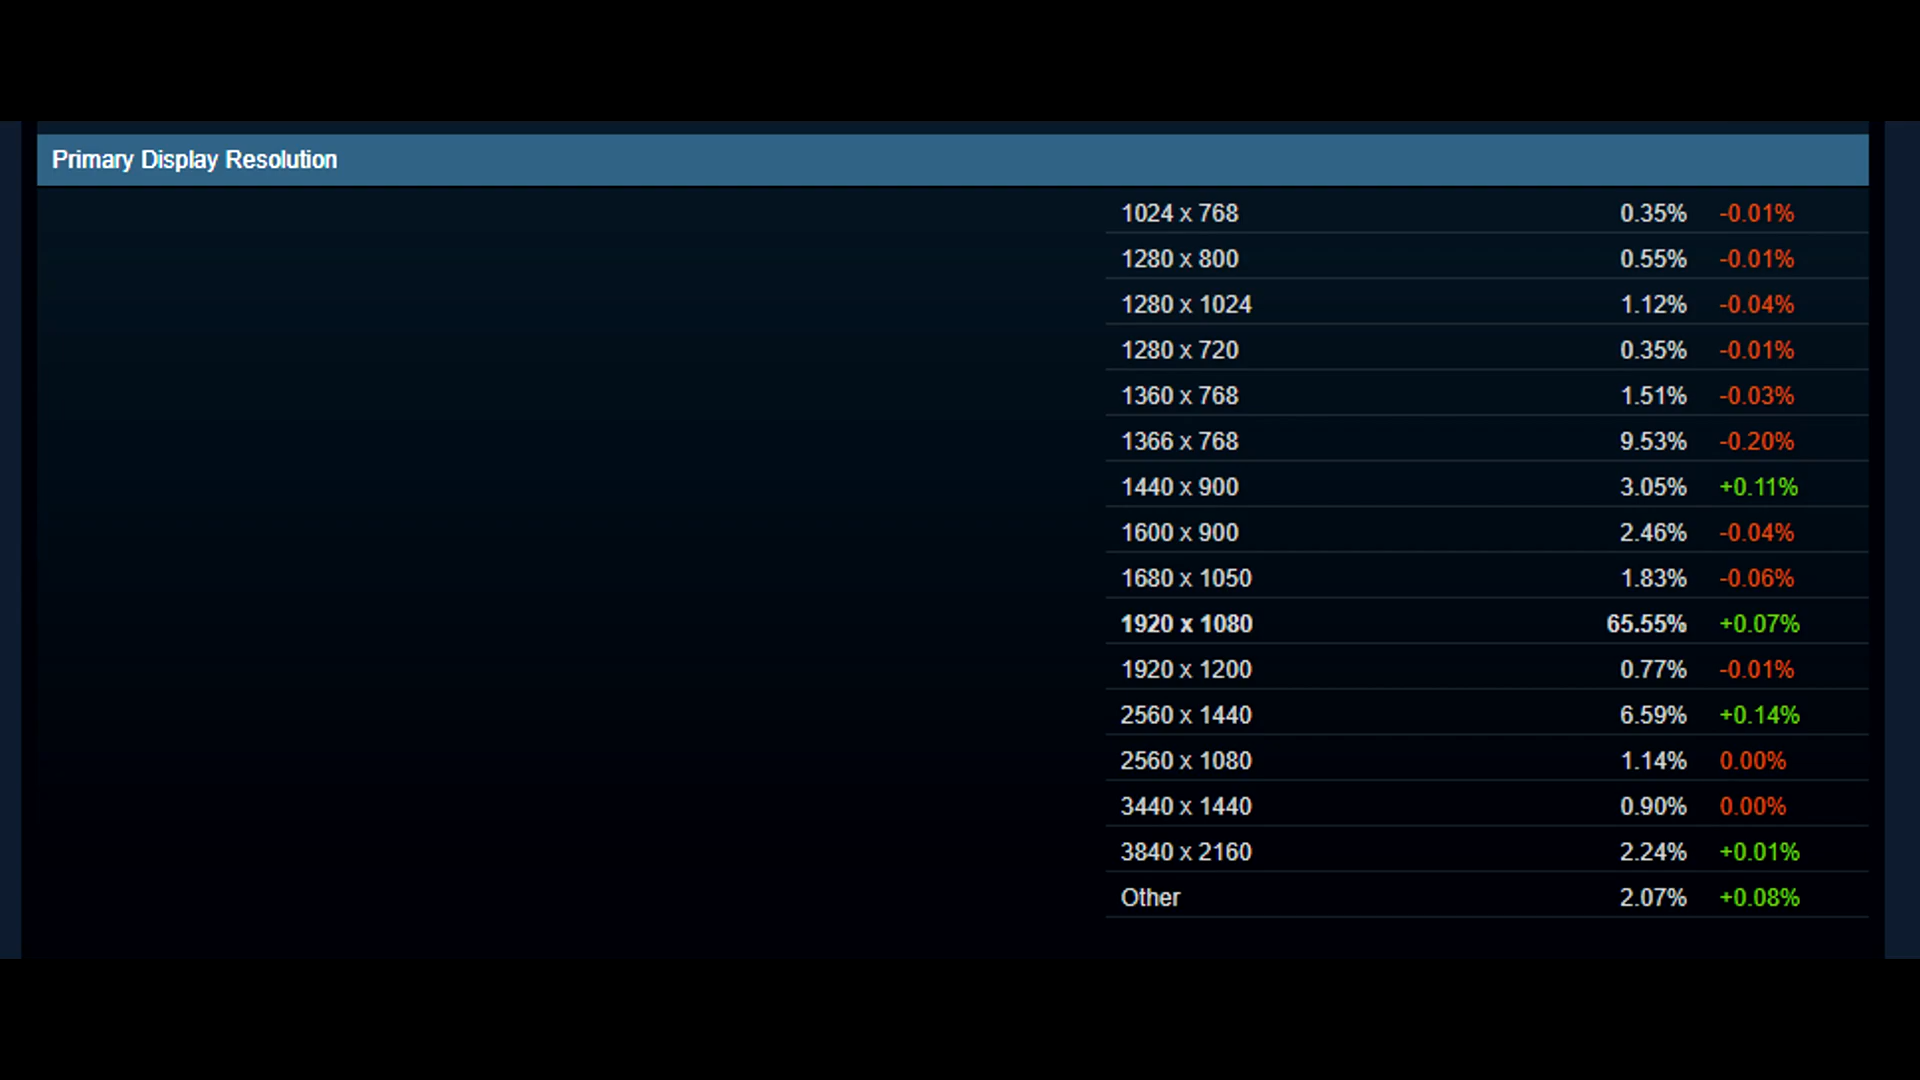 Primary Display Resolution
1024 x 768 0.35% -0.01%
1280 x 800 0.55% -0.01%
1280 x 1024 1.12% -0.04%
1280 x 720 0.35% -0.01%
1360 x 768 1.51% -0.03%
1366 x 768 9.53% -0.20%
1440 x 900 3.05% +0.11%
1600 x 900 2.46% -0.04%
1680 x 1050 1.83% -0.06%
1920 x 1080 65.55% +0.07%
1920 x 1200 0.77% -0.01%
2560 x 1440 6.59% +0.14%
2560 x 1080 1.14% 0.00%
3440 x 1440 0.90% 0.00%
3840 x 2160 2.24% +0.01%
Other 2.07% +0.08%